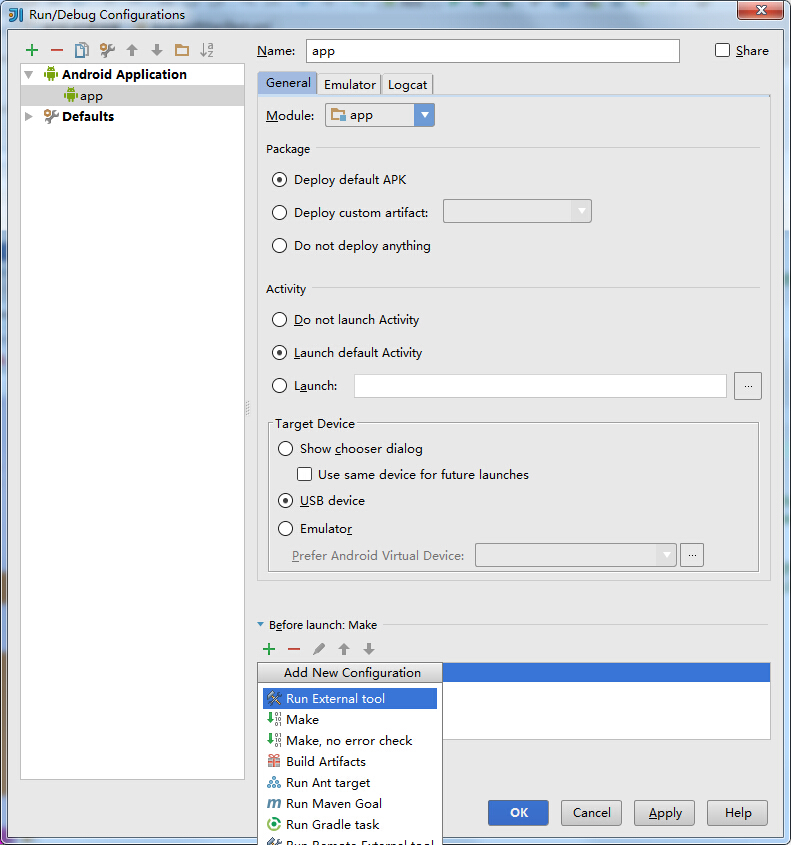 Run/Debug Configurations
Name: app Share
Android Application
app
Defaults
General Emulator Logcat
Module: app
Package
Deploy default APK
Deploy custom artifact:
Do not deploy anything
Activity
Do not launch Activity
Launch default Activity
Launch: ...
Target Device
Show chooser dialog
Use same device for future launches
USB device
Emulator
Prefer Android Virtual Device: ...
Before launch: Make
Add New Configuration
Run External tool
Make
Make, no error check
Build Artifacts
Run Ant target
Run Maven Goal
Run Gradle task
Run Remote External tool
OK Cancel Apply Help